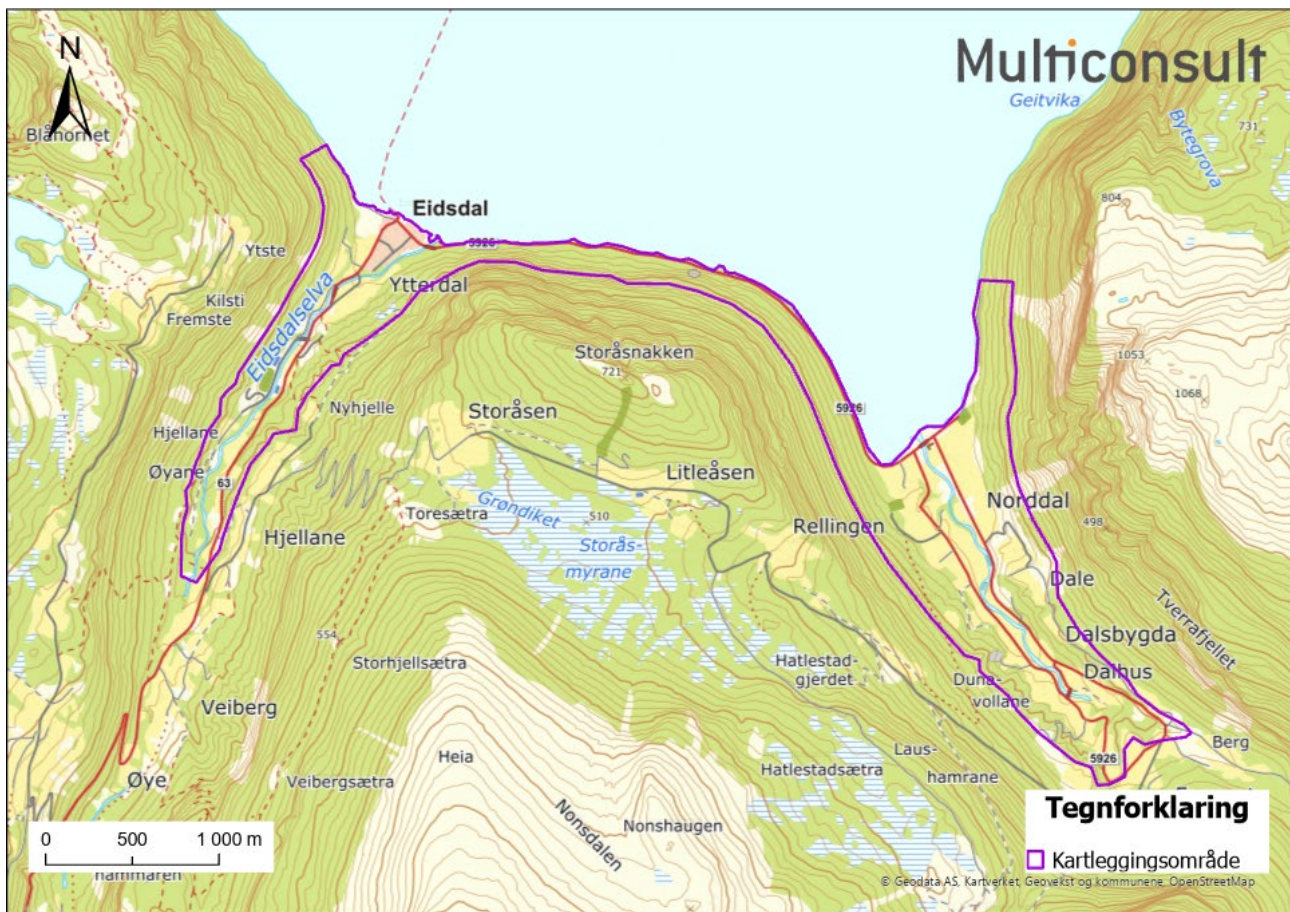 N
Multiconsult
Geitvika
Blåhornet
Bytegrova
731
804
Eidsdal
5926
Ytste
Ytterdal
Kilsti
Fremste
Eidsdalselva
Storåsnakken
721
1053
1068
5926
Nyhjelle
Storåsen
Hjellane
Øyane
63
Litleåsen
Norddal
Toresætra
Grøndiket
510
Rellingen
498
Hjellane
Storås-
myrane
Dale
Tverrafjellet
554
Dalsbygda
Storhjellsætra
Hatlestad-
gjerdet
Duna-
vollane
Dalhus
Veiberg
Heia
Laus-
hamrane
Berg
5926
Øye
Veibergsætra
Hatlestadsætra
Nonsdalen
Nonshaugen
Tegnforklaring
Kartleggingsområde
0 500 1 000 m
hammaren
© Geodata AS, Kartverket, Geovekst og kommunene, OpenStreetMap